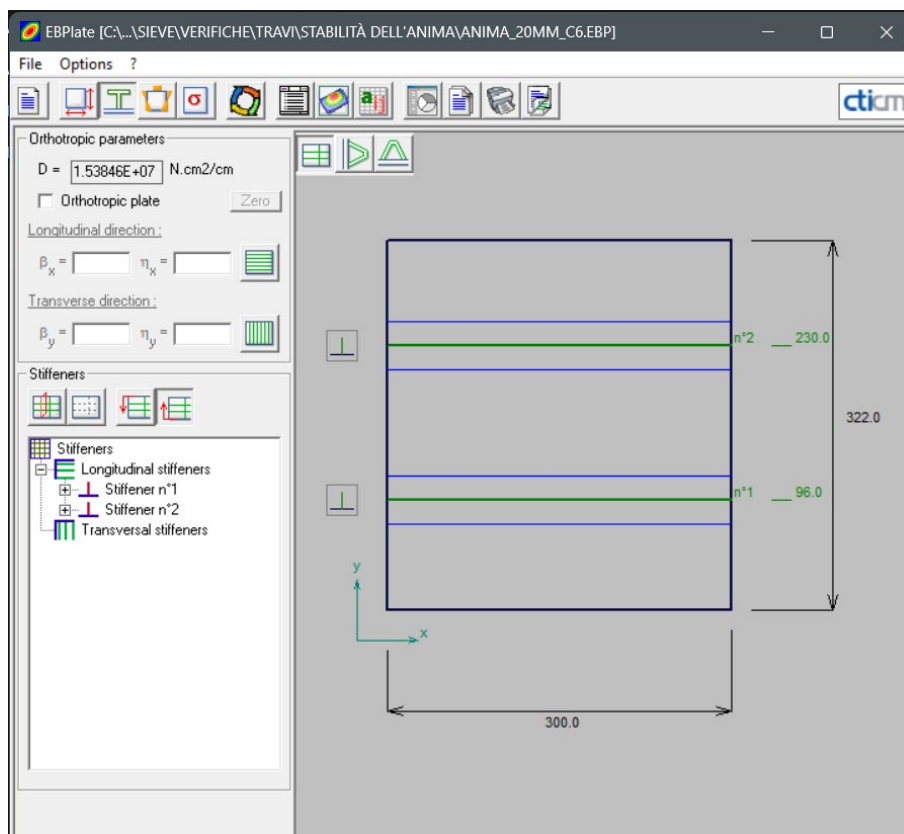 EBPlate [C:\...\SIEVE\VERIFICHE\TRAVI\STABILITÀ DELL'ANIMA\ANIMA_20MM_C6.EBP]
File Options ?
σ
a
cticm
Orthotropic parameters
D = 1.53846E+07 N.cm2/cm
Orthotropic plate Zero
Longitudinal direction :
βx = ηx =
Transverse direction :
βy = ηy =
Stiffeners
Stiffeners
Longitudinal stiffeners
Stiffener n°1
Stiffener n°2
Transversal stiffeners
n°2 230.0
322.0
n°1 96.0
y
x
300.0